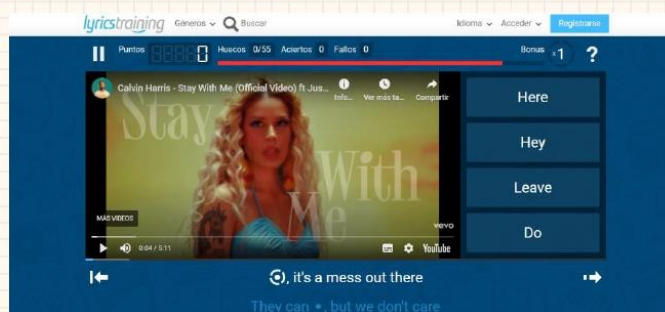 lyricstraining Géneros Buscar Idioma Acceder Registrarse
Puntos 0 Huecos 0/55 Aciertos 0 Fallos 0 Bonus x1 ?
Calvin Harris - Stay With Me (Official Video) ft Jus...
Info... Ver más ta... Compartir
Stay
With
Me
MÁS VIDEOS
vevo
0:04 / 5:11 YouTube
Here
Hey
Leave
Do
, it's a mess out there
They can •, but we don't care